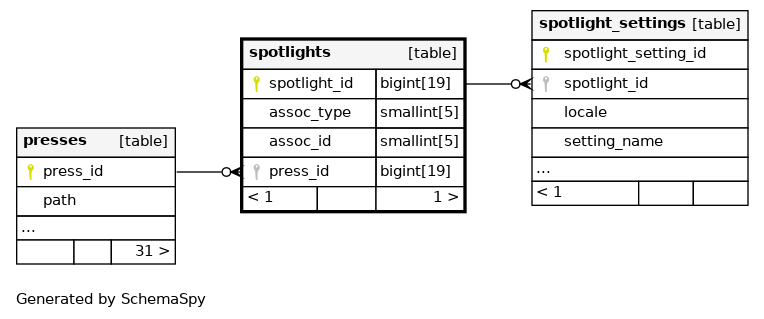 presses [table]
press_id
path
...
31 >
spotlights [table]
spotlight_id bigint[19]
assoc_type smallint[5]
assoc_id smallint[5]
press_id bigint[19]
< 1 1 >
spotlight_settings [table]
spotlight_setting_id
spotlight_id
locale
setting_name
...
< 1
Generated by SchemaSpy